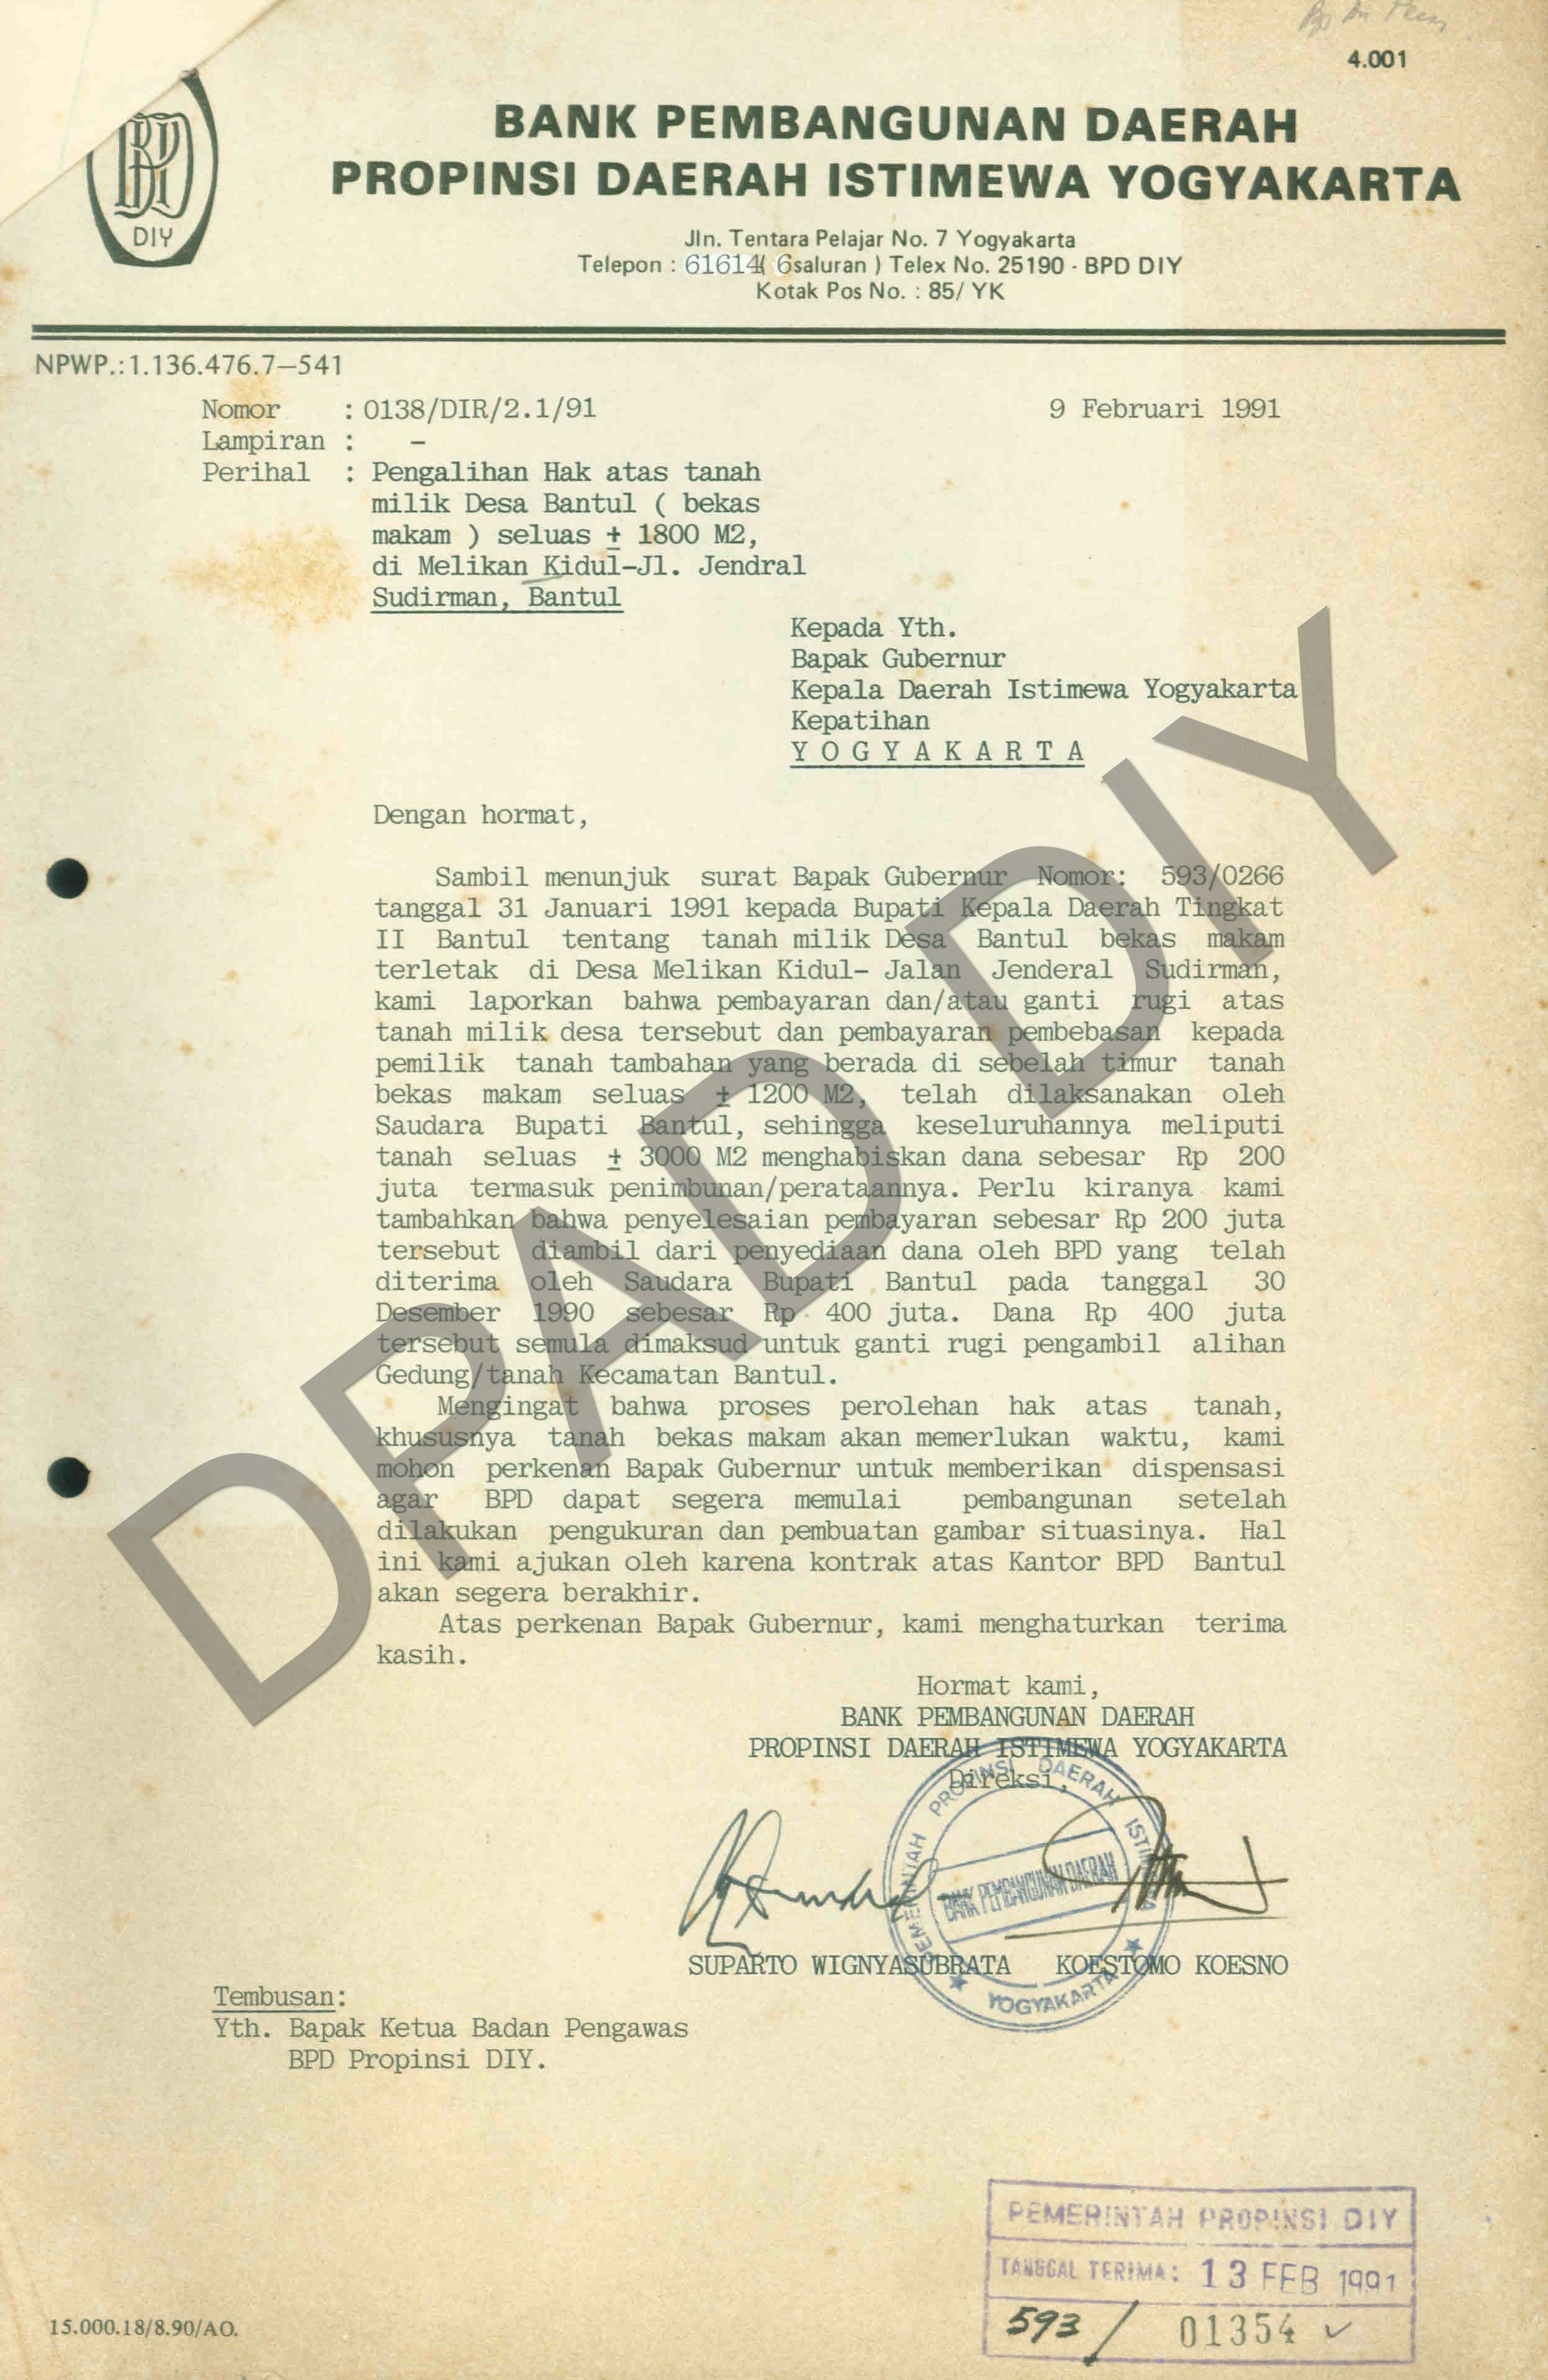 4.001
BPD
DIY
BANK PEMBANGUNAN DAERAH
PROPINSI DAERAH ISTIMEWA YOGYAKARTA
Jln. Tentara Pelajar No. 7 Yogyakarta
Telepon : 61614( 6saluran ) Telex No. 25190 - BPD DIY
Kotak Pos No. : 85/ YK
NPWP.:1.136.476.7—541
Nomor : 0138/DIR/2.1/91 9 Februari 1991
Lampiran : -
Perihal : Pengalihan Hak atas tanah
milik Desa Bantul ( bekas
makam ) seluas ± 1800 M2,
di Melikan Kidul-Jl. Jendral
Sudirman, Bantul
Kepada Yth.
Bapak Gubernur
Kepala Daerah Istimewa Yogyakarta
Kepatihan
Y O G Y A K A R T A
Dengan hormat,
Sambil menunjuk surat Bapak Gubernur Nomor: 593/0266
tanggal 31 Januari 1991 kepada Bupati Kepala Daerah Tingkat
II Bantul tentang tanah milik Desa Bantul bekas makam
terletak di Desa Melikan Kidul- Jalan Jenderal Sudirman,
kami laporkan bahwa pembayaran dan/atau ganti rugi atas
tanah milik desa tersebut dan pembayaran pembebasan kepada
pemilik tanah tambahan yang berada di sebelah timur tanah
bekas makam seluas ± 1200 M2, telah dilaksanakan oleh
Saudara Bupati Bantul, sehingga keseluruhannya meliputi
tanah seluas ± 3000 M2 menghabiskan dana sebesar Rp 200
juta termasuk penimbunan/perataannya. Perlu kiranya kami
tambahkan bahwa penyelesaian pembayaran sebesar Rp 200 juta
tersebut diambil dari penyediaan dana oleh BPD yang telah
diterima oleh Saudara Bupati Bantul pada tanggal 30
Desember 1990 sebesar Rp 400 juta. Dana Rp 400 juta
tersebut semula dimaksud untuk ganti rugi pengambil alihan
Gedung/tanah Kecamatan Bantul.
Mengingat bahwa proses perolehan hak atas tanah,
khususnya tanah bekas makam akan memerlukan waktu, kami
mohon perkenan Bapak Gubernur untuk memberikan dispensasi
agar BPD dapat segera memulai pembangunan setelah
dilakukan pengukuran dan pembuatan gambar situasinya. Hal
ini kami ajukan oleh karena kontrak atas Kantor BPD Bantul
akan segera berakhir.
Atas perkenan Bapak Gubernur, kami menghaturkan terima
kasih.
Hormat kami,
BANK PEMBANGUNAN DAERAH
PROPINSI DAERAH ISTIMEWA YOGYAKARTA
Direksi,
PEMERINTAH PROPINSI DAERAH ISTIMEWA
BANK PEMBANGUNAN DAERAH
YOGYAKARTA
SUPARTO WIGNYASUBRATA KOESTOMO KOESNO
Tembusan:
Yth. Bapak Ketua Badan Pengawas
BPD Propinsi DIY.
PEMERINTAH PROPINSI DIY
TANGGAL TERIMA: 13 FEB 1991
593 / 01354
15.000.18/8.90/AO.
DPAD DIY